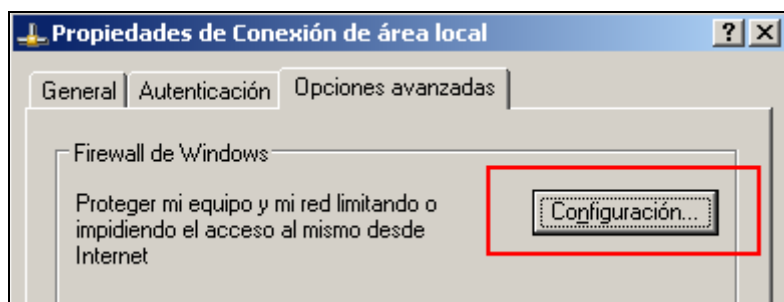 Propiedades de Conexión de área local
General
Autenticación
Opciones avanzadas
Firewall de Windows
Proteger mi equipo y mi red limitando o
impidiendo el acceso al mismo desde
Internet
Configuración...